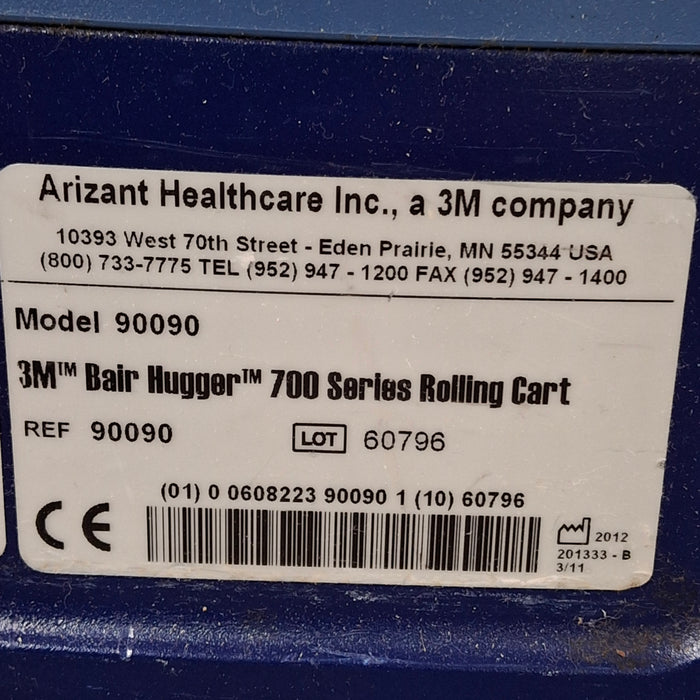 Arizant Healthcare Inc., a 3M company
10393 West 70th Street - Eden Prairie, MN 55344 USA
(800) 733-7775 TEL (952) 947 - 1200 FAX (952) 947 - 1400
Model 90090
3M™ Bair Hugger™ 700 Series Rolling Cart
REF 90090 LOT 60796
(01) 0 0608223 90090 1 (10) 60796
CE
2012
201333 - B
3/11